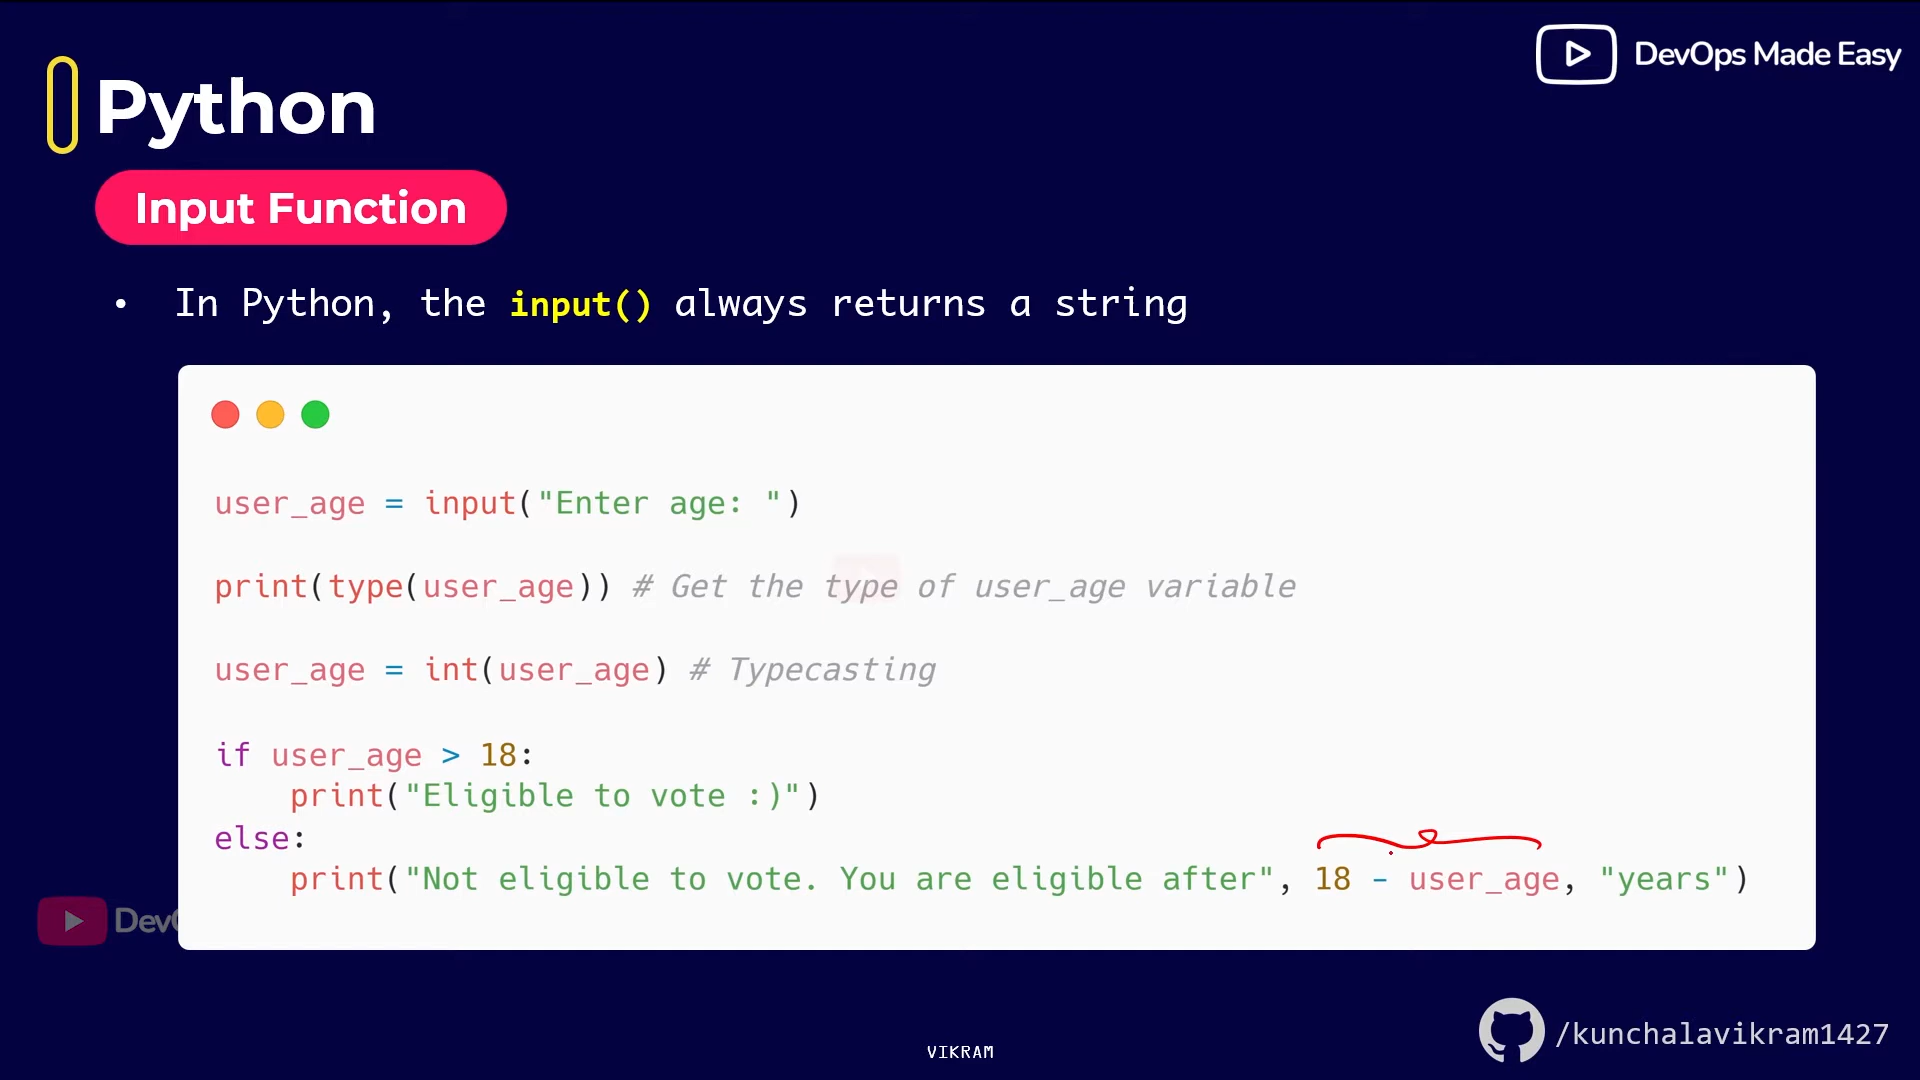 DevOps Made Easy
Python
Input Function
• In Python, the input() always returns a string
user_age = input("Enter age: ")
print(type(user_age)) # Get the type of user_age variable
user_age = int(user_age) # Typecasting
if user_age > 18:
    print("Eligible to vote :)")
else:
    print("Not eligible to vote. You are eligible after", 18 - user_age, "years")
VIKRAM
/kunchalavikram1427